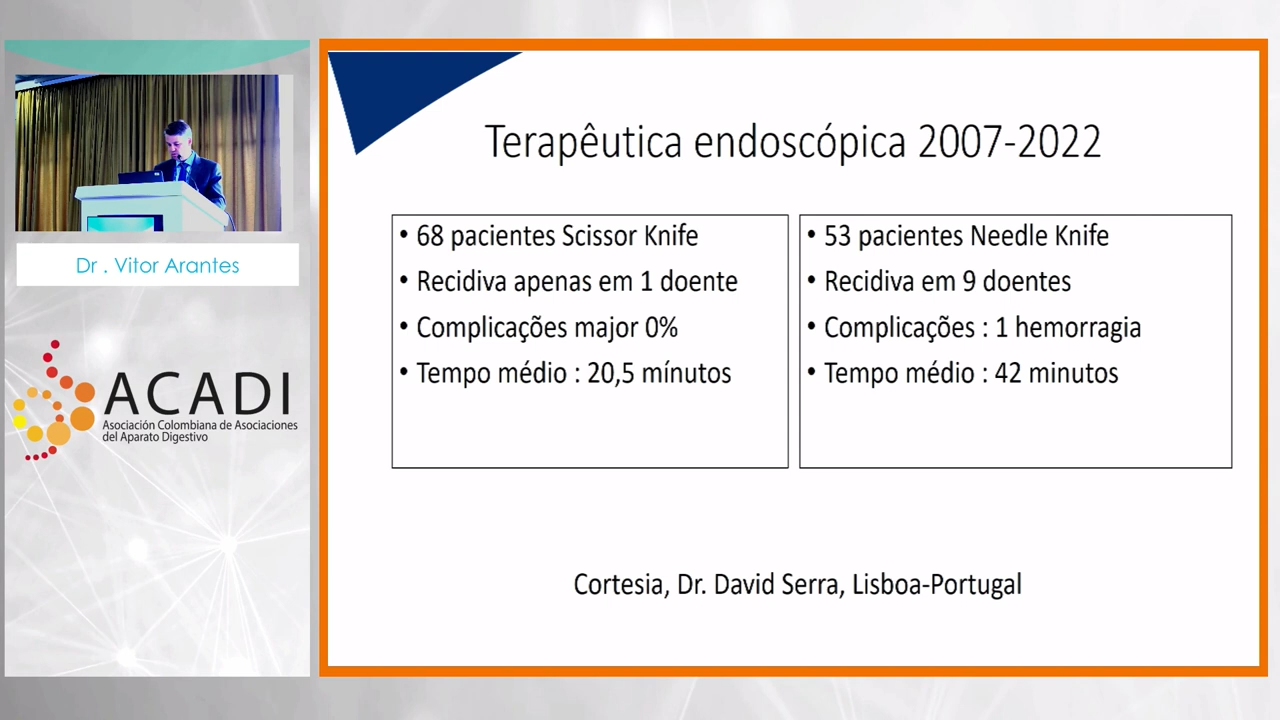 Dr . Vitor Arantes
ACADI
Asociación Colombiana de Asociaciones
del Aparato Digestivo
Terapêutica endoscópica 2007-2022
• 68 pacientes Scissor Knife
• Recidiva apenas em 1 doente
• Complicações major 0%
• Tempo médio : 20,5 mínutos
• 53 pacientes Needle Knife
• Recidiva em 9 doentes
• Complicações : 1 hemorragia
• Tempo médio : 42 minutos
Cortesia, Dr. David Serra, Lisboa-Portugal